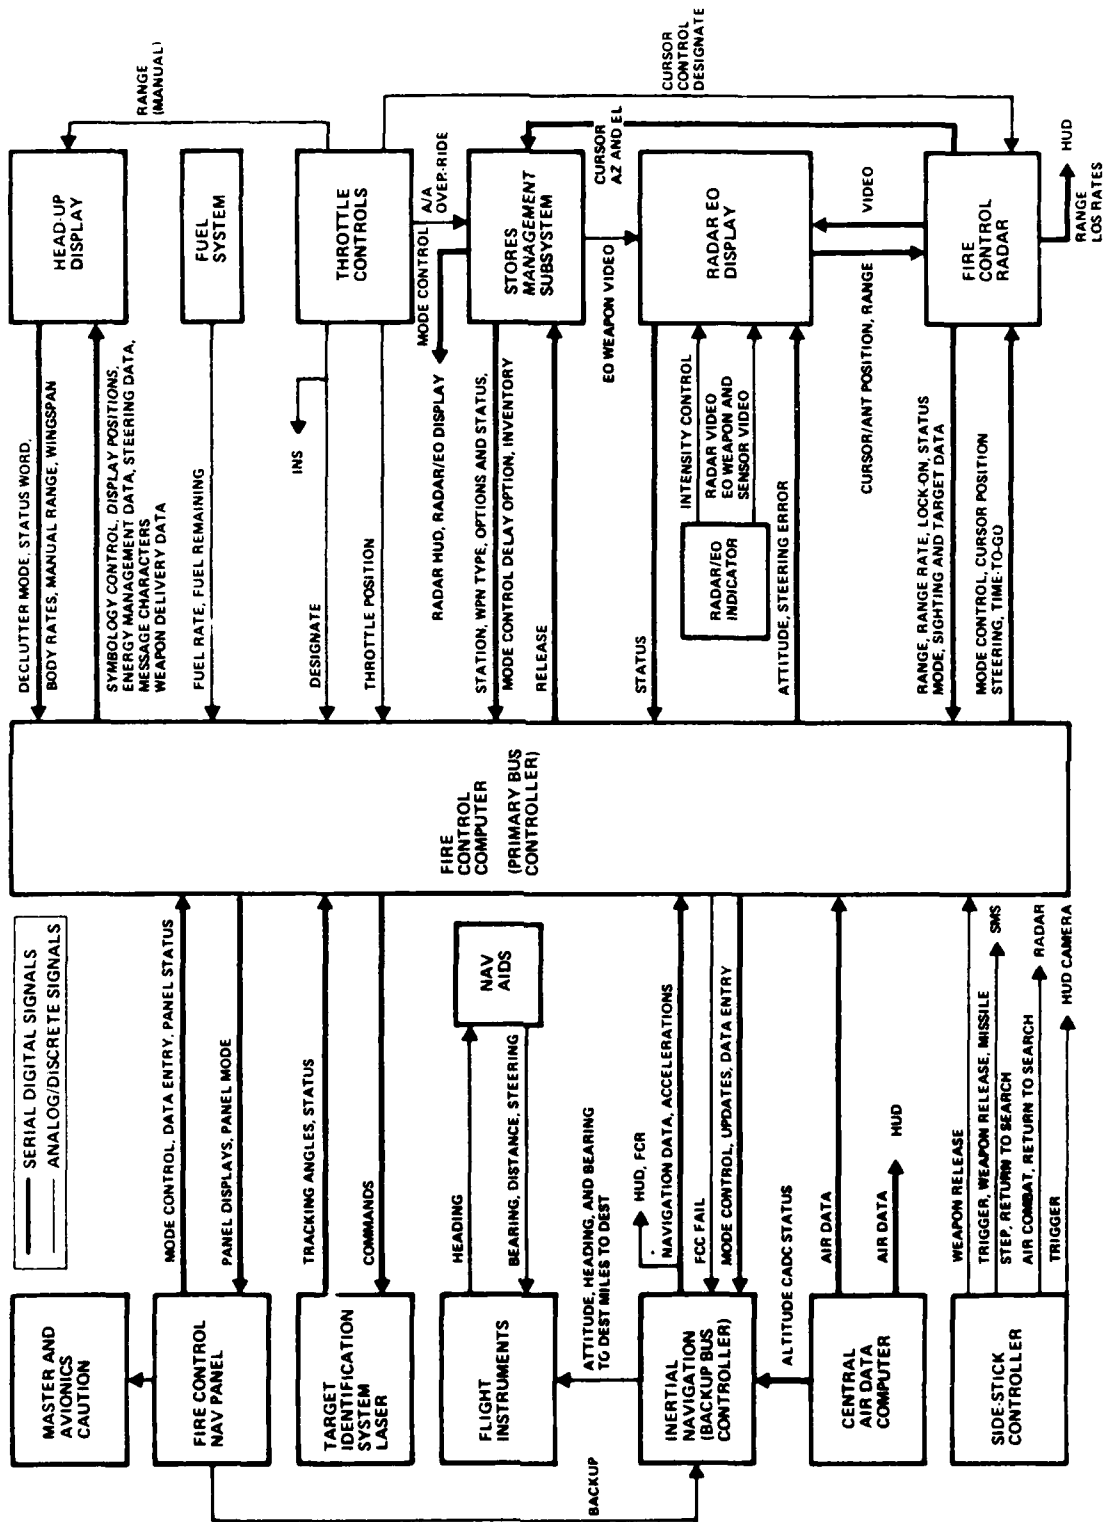 SERIAL DIGITAL SIGNALS
ANALOG/DISCRETE SIGNALS
MASTER AND
AVIONICS
CAUTION
FIRE CONTROL
NAV PANEL
TARGET
IDENTIFICATION
SYSTEM
LASER
FLIGHT
INSTRUMENTS
INERTIAL
NAVIGATION
(BACKUP BUS
CONTROLLER)
CENTRAL
AIR DATA
COMPUTER
SIDE-STICK
CONTROLLER
BACKUP
MODE CONTROL, DATA ENTRY, PANEL STATUS
PANEL DISPLAYS, PANEL MODE
TRACKING ANGLES, STATUS
COMMANDS
HEADING
BEARING, DISTANCE, STEERING
NAV
AIDS
ATTITUDE, HEADING, AND BEARING
TO DEST MILES TO DEST
HUD, FCR
NAVIGATION DATA, ACCELERATIONS
FCC FAIL
MODE CONTROL, UPDATES, DATA ENTRY
ALTITUDE CADC STATUS
AIR DATA
AIR DATA
HUD
WEAPON RELEASE
TRIGGER, WEAPON RELEASE, MISSILE
STEP, RETURN TO SEARCH
SMS
AIR COMBAT, RETURN TO SEARCH
RADAR
TRIGGER
HUD CAMERA
FIRE
CONTROL
COMPUTER
(PRIMARY BUS
CONTROLLER)
DECLUTTER MODE, STATUS WORD,
BODY RATES, MANUAL RANGE, WINGSPAN
SYMBOLOGY CONTROL, DISPLAY POSITIONS,
ENERGY MANAGEMENT DATA, STEERING DATA,
MESSAGE CHARACTERS
WEAPON DELIVERY DATA
FUEL RATE, FUEL REMAINING
INS
DESIGNATE
THROTTLE POSITION
MODE CONTROL
RADAR HUD, RADAR/EO DISPLAY
STATION, WPN TYPE, OPTIONS AND STATUS,
MODE CONTROL DELAY OPTION, INVENTORY
RELEASE
EO WEAPON VIDEO
STATUS
INTENSITY CONTROL
RADAR VIDEO
EO WEAPON AND
SENSOR VIDEO
RADAR/EO
INDICATOR
ATTITUDE, STEERING ERROR
CURSOR/ANT POSITION, RANGE
RANGE, RANGE RATE, LOCK-ON, STATUS
MODE, SIGHTING AND TARGET DATA
MODE CONTROL, CURSOR POSITION
STEERING, TIME-TO-GO
HEAD-UP
DISPLAY
FUEL
SYSTEM
THROTTLE
CONTROLS
STORES
MANAGEMENT
SUBSYSTEM
RADAR EO
DISPLAY
FIRE
CONTROL
RADAR
RANGE
(MANUAL)
A/A
OVER-RIDE
CURSOR
AZ AND EL
VIDEO
CURSOR
CONTROL
DESIGNATE
RANGE
LOS RATES
HUD